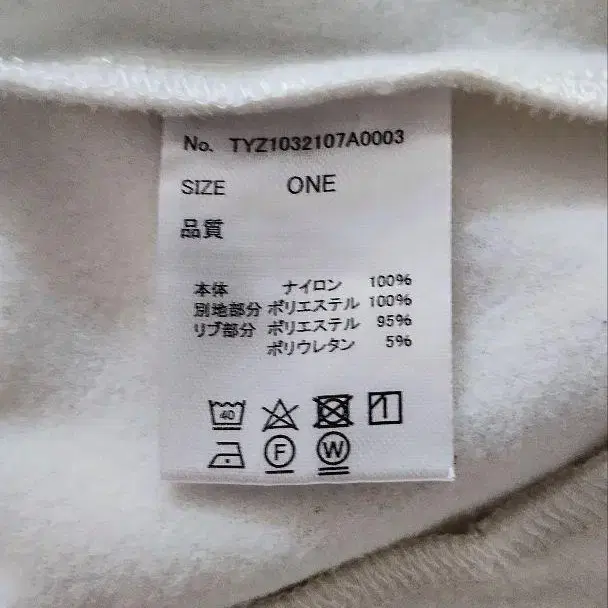 No. TYZ1032107A0003
SIZE ONE
品質
本体 ナイロン 100%
別地部分 ポリエステル 100%
リブ部分 ポリエステル 95%
ポリウレタン 5%
40
F W